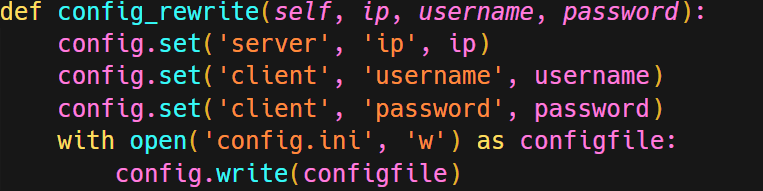 def config_rewrite(self, ip, username, password):
    config.set('server', 'ip', ip)
    config.set('client', 'username', username)
    config.set('client', 'password', password)
    with open('config.ini', 'w') as configfile:
        config.write(configfile)